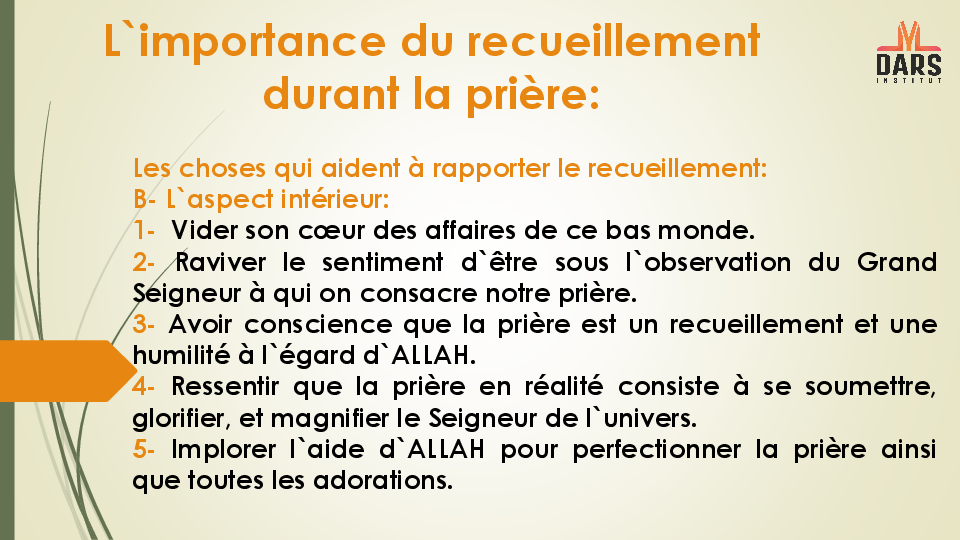 L`importance du recueillement
durant la prière:
DARS
INSTITUT
Les choses qui aident à rapporter le recueillement:
B- L`aspect intérieur:
1- Vider son cœur des affaires de ce bas monde.
2- Raviver le sentiment d`être sous l`observation du Grand
Seigneur à qui on consacre notre prière.
3- Avoir conscience que la prière est un recueillement et une
humilité à l`égard d`ALLAH.
4- Ressentir que la prière en réalité consiste à se soumettre,
glorifier, et magnifier le Seigneur de l`univers.
5- Implorer l`aide d`ALLAH pour perfectionner la prière ainsi
que toutes les adorations.